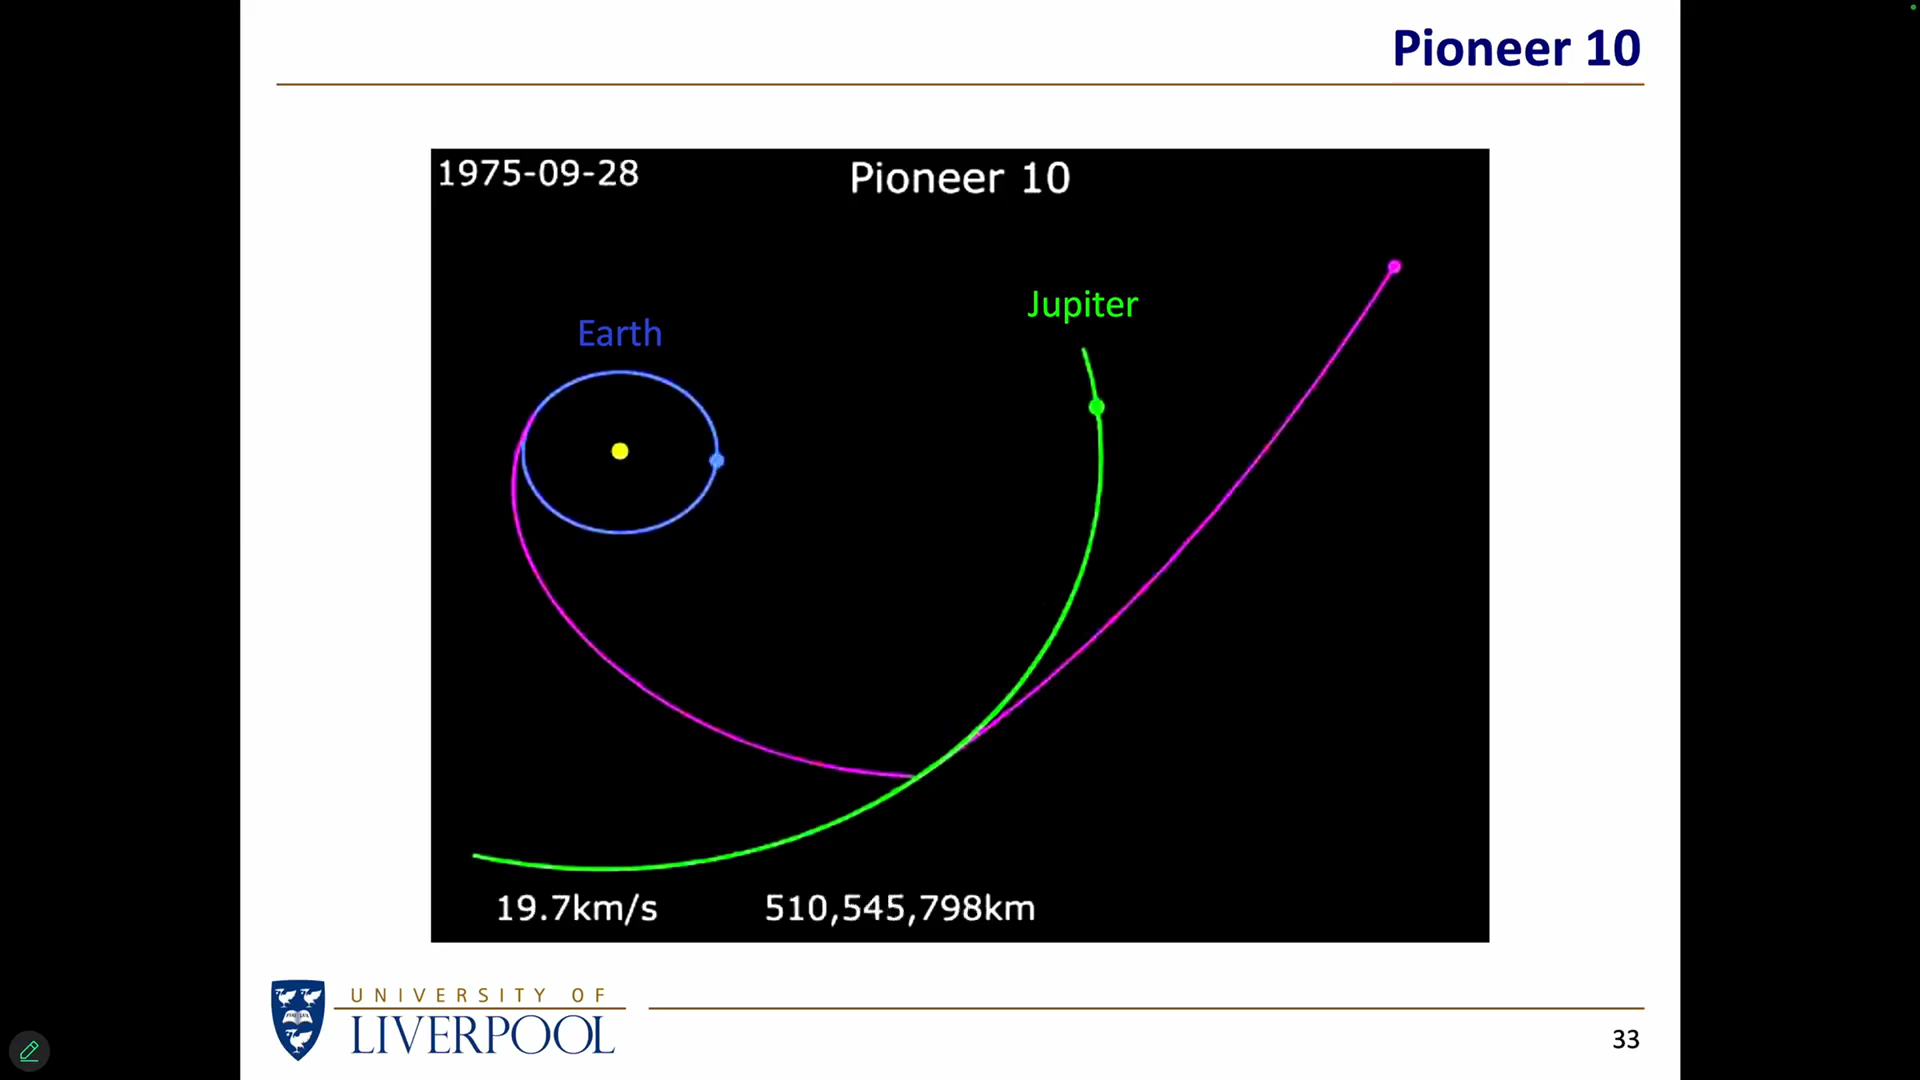 Pioneer 10
1975-09-28
Pioneer 10
Jupiter
Earth
19.7km/s
510,545,798km
UNIVERSITY OF
LIVERPOOL
33